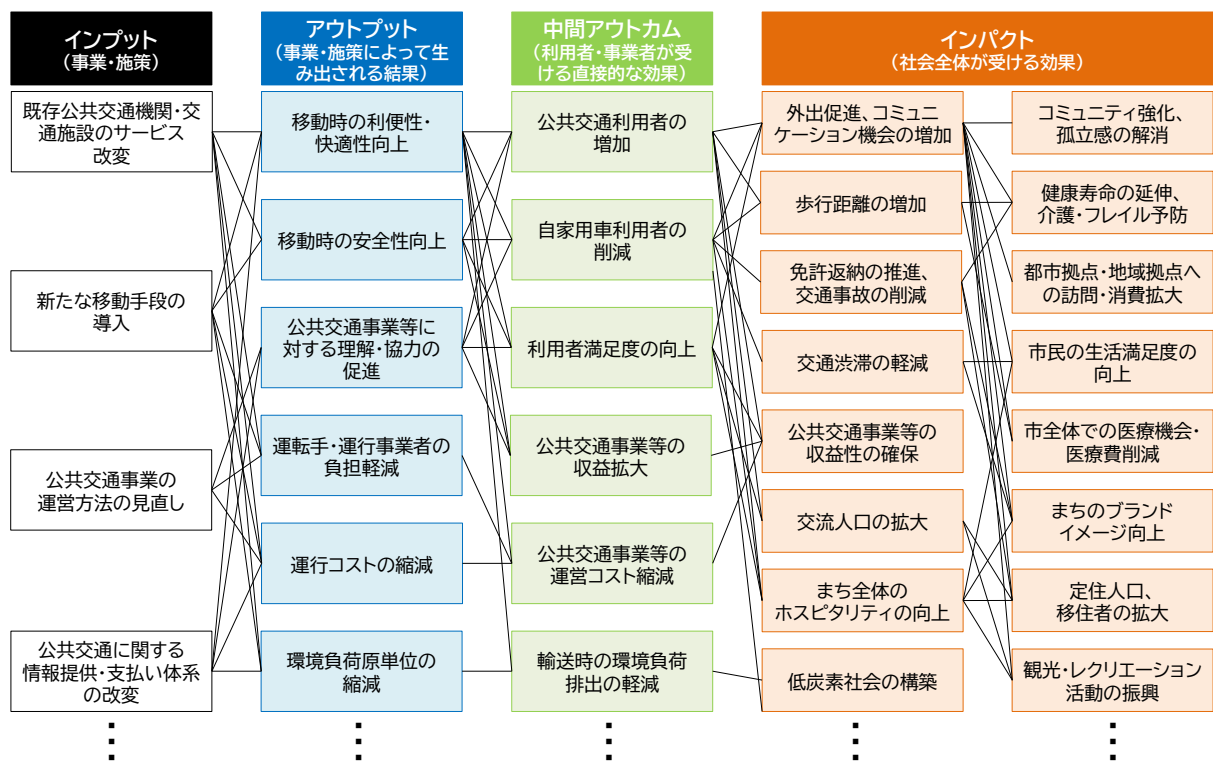 インプット
（事業・施策）
アウトプット
（事業・施策によって生
み出される結果）
中間アウトカム
（利用者・事業者が受
ける直接的な効果）
インパクト
（社会全体が受ける効果）
既存公共交通機関・交
通施設のサービス
改変
新たな移動手段の
導入
公共交通事業の
運営方法の見直し
公共交通に関する
情報提供・支払い体系
の改変
移動時の利便性・
快適性向上
移動時の安全性向上
公共交通事業等に
対する理解・協力の
促進
運転手・運行事業者の
負担軽減
運行コストの縮減
環境負荷原単位の
縮減
公共交通利用者の
増加
自家用車利用者の
削減
利用者満足度の向上
公共交通事業等の
収益拡大
公共交通事業等の
運営コスト縮減
輸送時の環境負荷
排出の軽減
外出促進、コミュニ
ケーション機会の増加
歩行距離の増加
免許返納の推進、
交通事故の削減
交通渋滞の軽減
公共交通事業等の
収益性の確保
交流人口の拡大
まち全体の
ホスピタリティの向上
低炭素社会の構築
コミュニティ強化、
孤立感の解消
健康寿命の延伸、
介護・フレイル予防
都市拠点・地域拠点へ
の訪問・消費拡大
市民の生活満足度の
向上
市全体での医療機会・
医療費削減
まちのブランド
イメージ向上
定住人口、
移住者の拡大
観光・レクリエーション
活動の振興